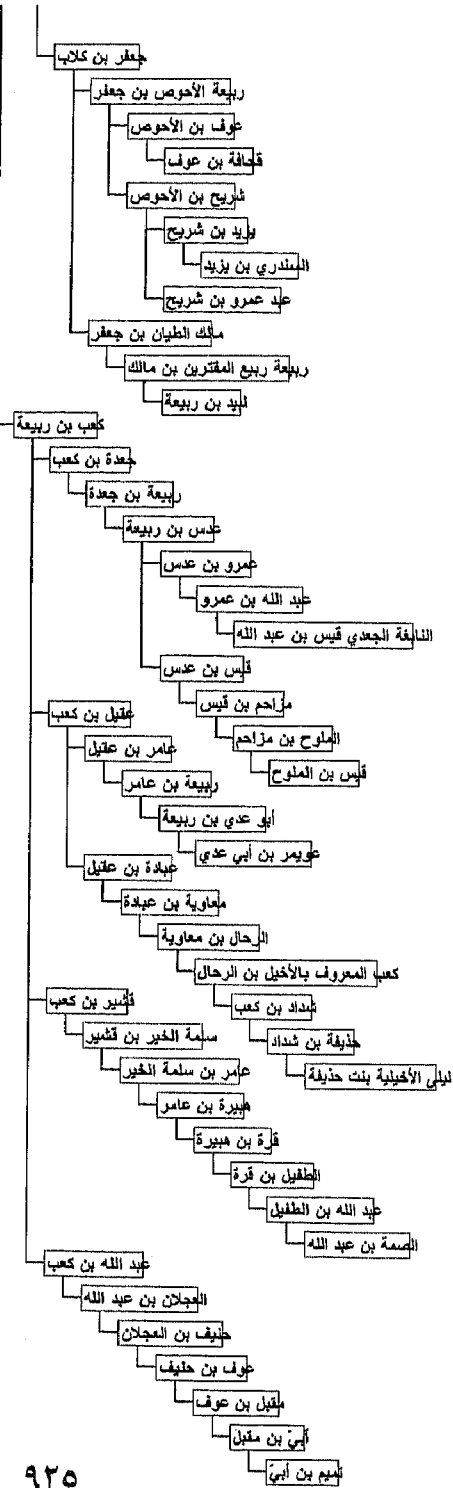 جعفر بن كلاب
ربيعة الأحوص بن جعفر
عوف بن الأحوص
قحافة بن عوف
شريح بن الأحوص
يزيد بن شريح
السندري بن يزيد
عبد عمرو بن شريح
مالك الطيان بن جعفر
ربيعة ربيع المقترين بن مالك
لبيد بن ربيعة
كعب بن ربيعة
جعدة بن كعب
ربيعة بن جعدة
عدس بن ربيعة
عمرو بن عدس
عبد الله بن عمرو
النابغة الجعدي قيس بن عبد الله
قيس بن عدس
مزاحم بن قيس
الملوح بن مزاحم
قيس بن الملوح
عقيل بن كعب
عامر بن عقيل
ربيعة بن عامر
أبو عدي بن ربيعة
عويمر بن أبي عدي
عبادة بن عقيل
معاوية بن عبادة
الرحال بن معاوية
كعب المعروف بالأخيل بن الرحال
شداد بن كعب
حذيفة بن شداد
ليلى الأخيلية بنت حذيفة
قشير بن كعب
سلمة الخير بن قشير
عامر بن سلمة الخير
هبيرة بن عامر
قرة بن هبيرة
الطفيل بن قرة
عبد الله بن الطفيل
الصمة بن عبد الله
عبد الله بن كعب
العجلان بن عبد الله
حنيف بن العجلان
عوف بن حنيف
مقبل بن عوف
أبيّ بن مقبل
تميم بن أبيّ
٩٢٥